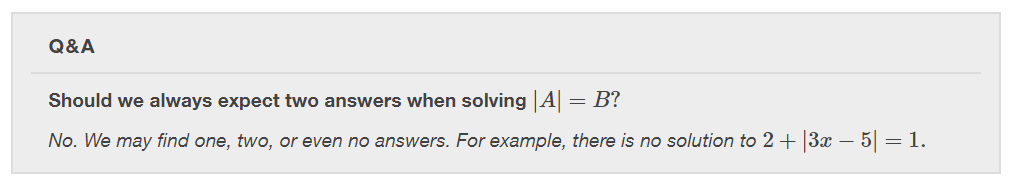 Q&A
Should we always expect two answers when solving |A| = B?
No. We may find one, two, or even no answers. For example, there is no solution to 2 + |3x − 5| = 1.